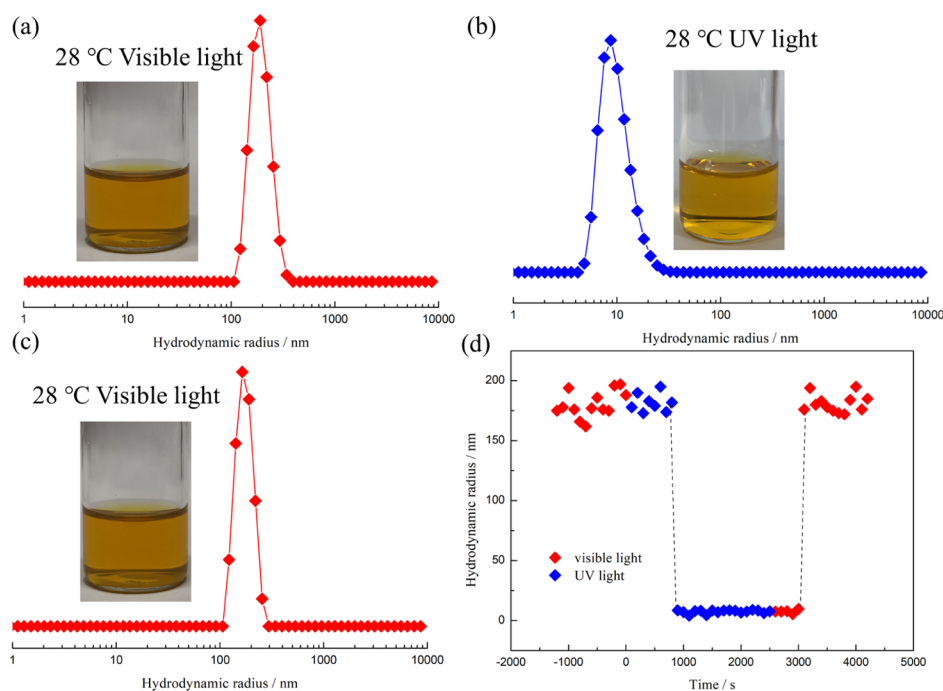 (a)
28 °C Visible light
1 10 100 1000 10000
Hydrodynamic radius / nm
(b)
28 °C UV light
1 10 100 1000 10000
Hydrodynamic radius / nm
(c)
28 °C Visible light
1 10 100 1000 10000
Hydrodynamic radius / nm
(d)
Hydrodynamic radius / nm
200
150
100
50
0
visible light
UV light
-2000 -1000 0 1000 2000 3000 4000 5000
Time / s